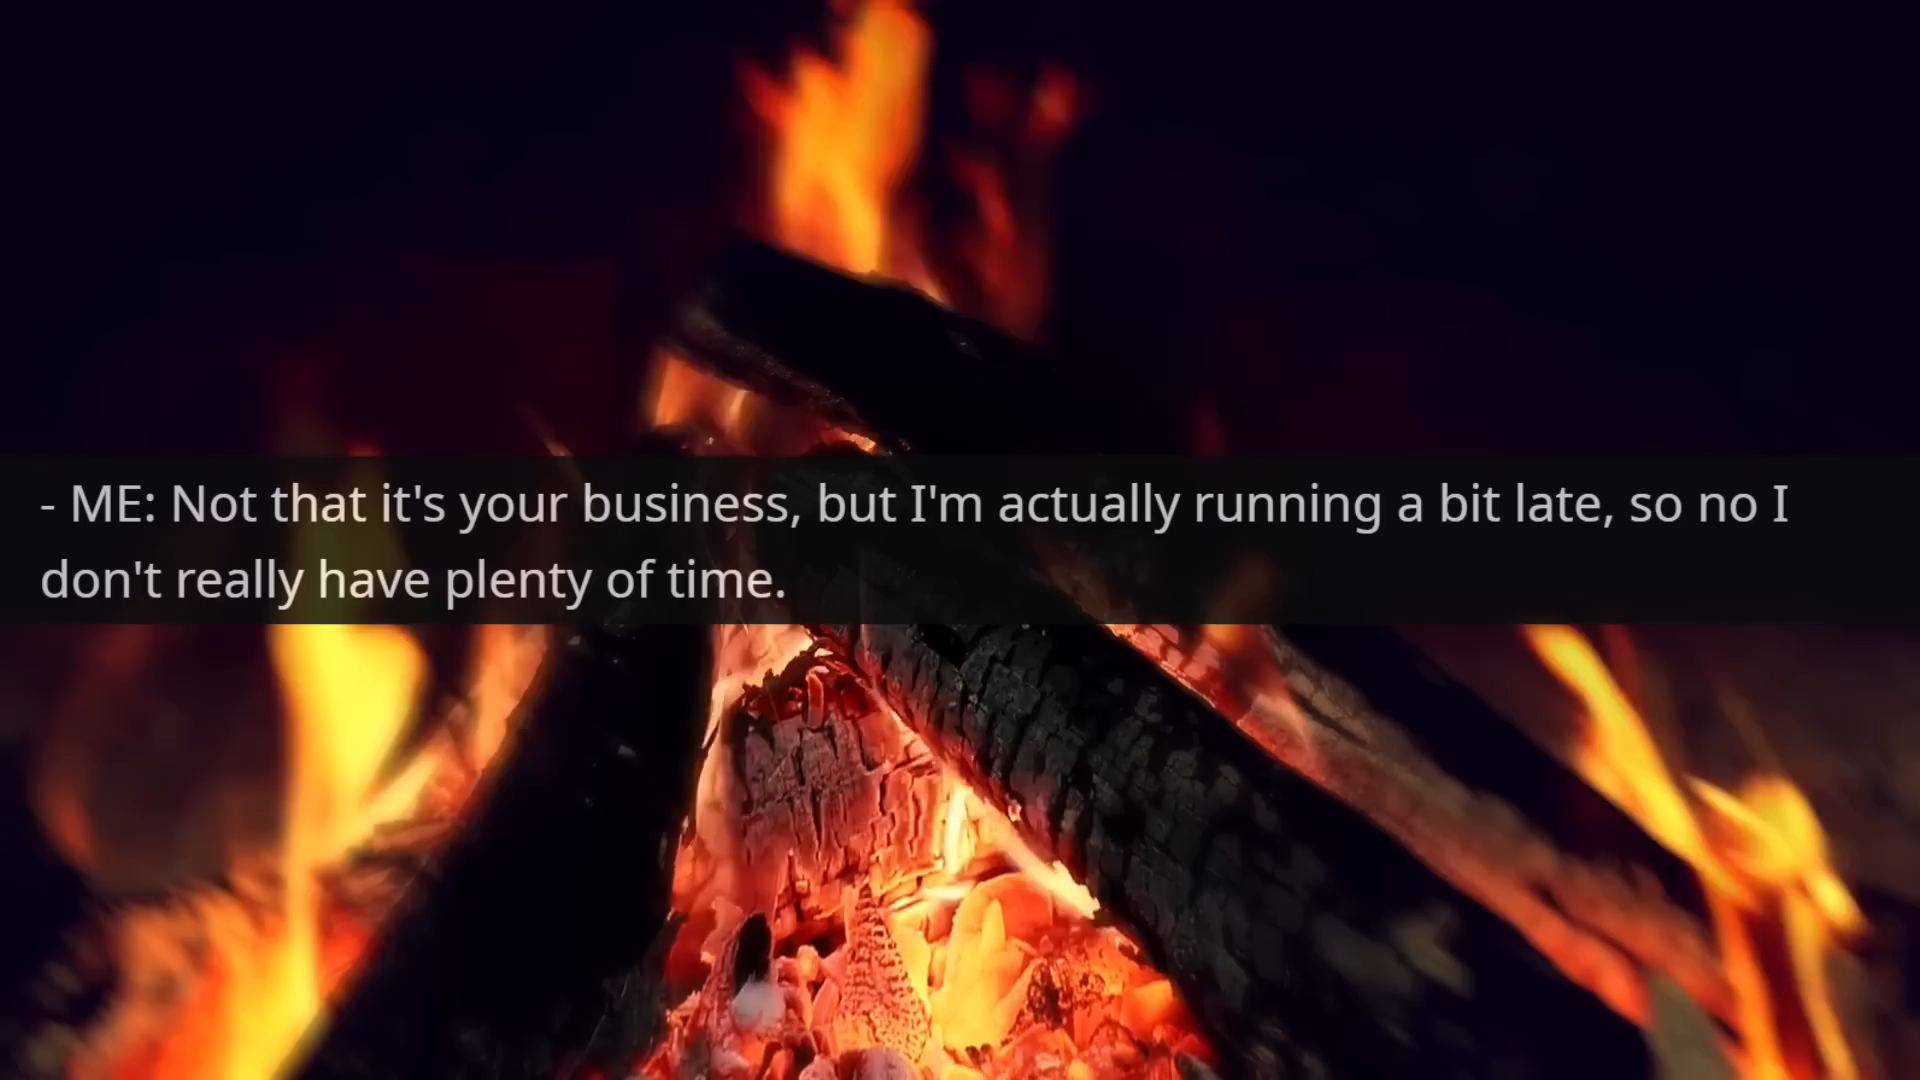 - ME: Not that it's your business, but I'm actually running a bit late, so no I
don't really have plenty of time.